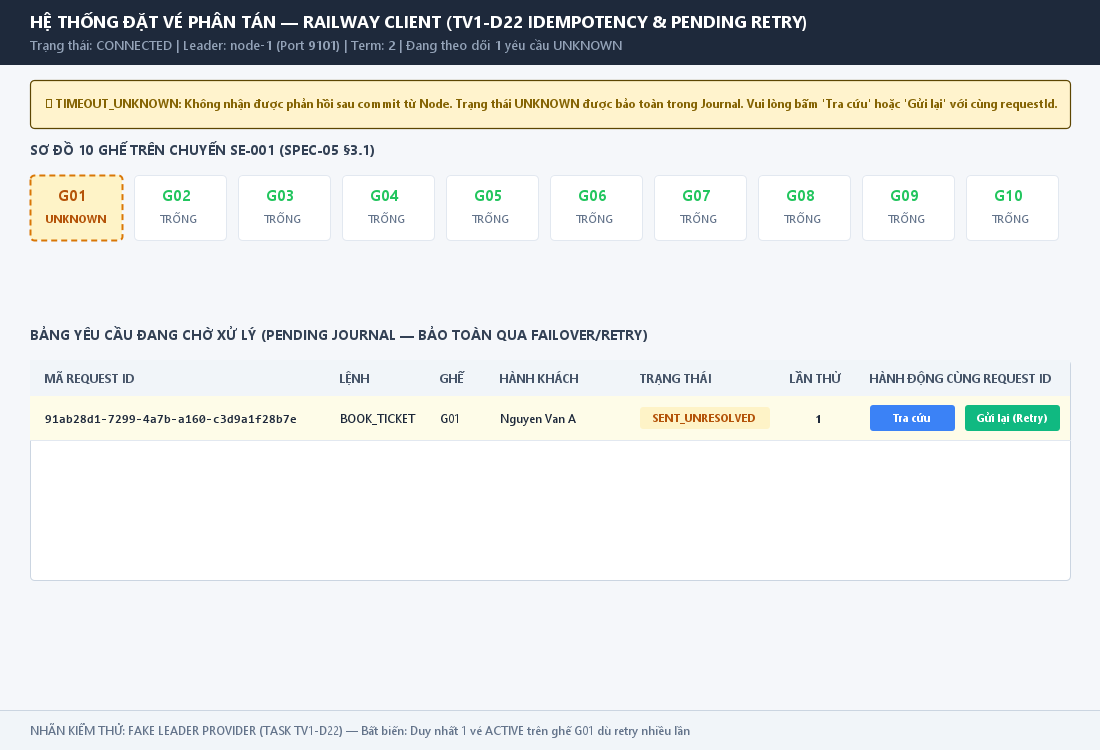 HỆ THỐNG ĐẶT VÉ PHÂN TÁN — RAILWAY CLIENT (TV1-D22 IDEMPOTENCY & PENDING RETRY)
Trạng thái: CONNECTED | Leader: node-1 (Port 9101) | Term: 2 | Đang theo dõi 1 yêu cầu UNKNOWN
TIMEOUT_UNKNOWN: Không nhận được phản hồi sau commit từ Node. Trạng thái UNKNOWN được bảo toàn trong Journal. Vui lòng bấm 'Tra cứu' hoặc 'Gửi lại' với cùng requestId.
SƠ ĐỒ 10 GHẾ TRÊN CHUYẾN SE-001 (SPEC-05 §3.1)
G01 G02 G03 G04 G05 G06 G07 G08 G09 G10
UNKNOWN TRỐNG TRỐNG TRỐNG TRỐNG TRỐNG TRỐNG TRỐNG TRỐNG TRỐNG
BẢNG YÊU CẦU ĐANG CHỜ XỬ LÝ (PENDING JOURNAL — BẢO TOÀN QUA FAILOVER/RETRY)
MÃ REQUEST ID LỆNH GHẾ HÀNH KHÁCH TRẠNG THÁI LẦN THỬ HÀNH ĐỘNG CÙNG REQUEST ID
91ab28d1-7299-4a7b-a160-c3d9a1f28b7e BOOK_TICKET G01 Nguyen Van A SENT_UNRESOLVED 1 Tra cứu Gửi lại (Retry)
NHÃN KIỂM THỬ: FAKE LEADER PROVIDER (TASK TV1-D22) — Bất biến: Duy nhất 1 vé ACTIVE trên ghế G01 dù retry nhiều lần